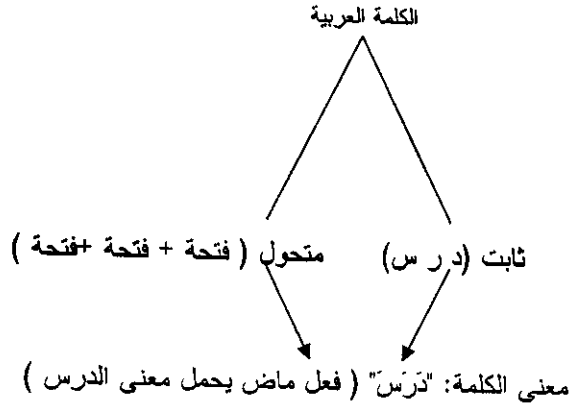 الكلمة العربية
ثابت (د ر س) متحول ( فتحة + فتحة +فتحة )
معنى الكلمة: "دَرَسَ" ( فعل ماض يحمل معنى الدرس )